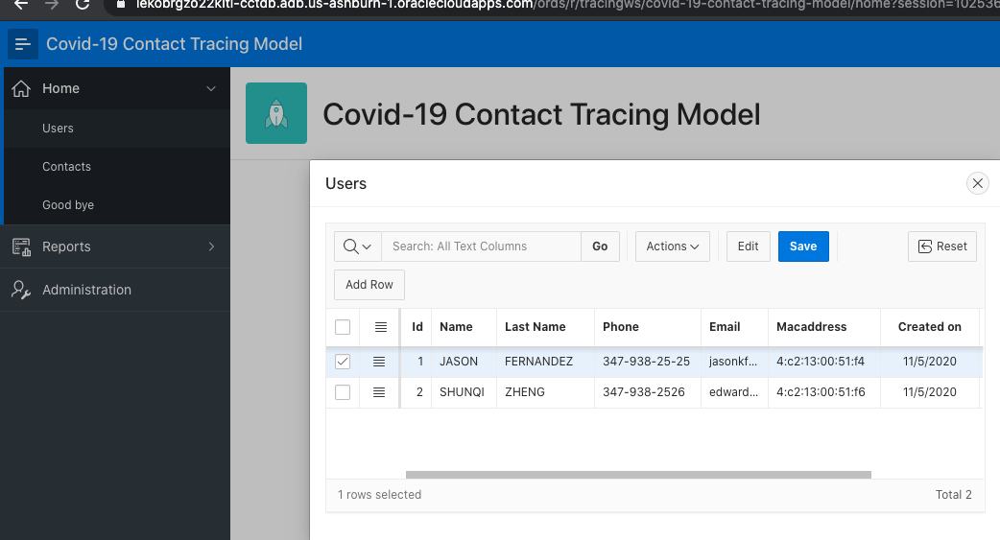 lekobrgzo22kltl-cctdb.adb.us-ashburn-1.oraclecloudapps.com/ords/r/tracingws/covid-19-contact-tracing-model/home?session=102536
Covid-19 Contact Tracing Model
Home
Users
Contacts
Good bye
Reports
Administration
Covid-19 Contact Tracing Model
Users
Search: All Text Columns Go Actions Edit Save Reset
Add Row
Id Name Last Name Phone Email Macaddress Created on
1 JASON FERNANDEZ 347-938-25-25 jasonkf... 4:c2:13:00:51:f4 11/5/2020
2 SHUNQI ZHENG 347-938-2526 edward... 4:c2:13:00:51:f6 11/5/2020
1 rows selected Total 2